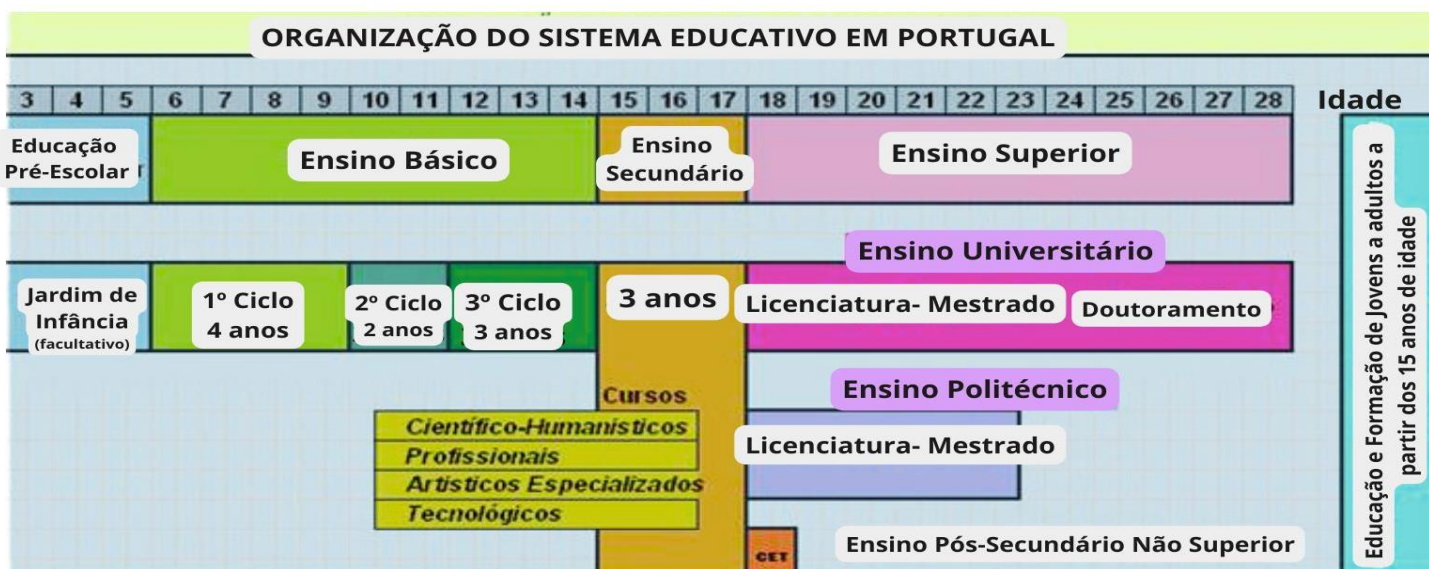 ORGANIZAÇÃO DO SISTEMA EDUCATIVO EM PORTUGAL
3 4 5 6 7 8 9 10 11 12 13 14 15 16 17 18 19 20 21 22 23 24 25 26 27 28 Idade
Educação
Pré-Escolar
Ensino Básico
Ensino
Secundário
Ensino Superior
Ensino Universitário
Jardim de
Infância
(facultativo)
1º Ciclo
4 anos
2º Ciclo
2 anos
3º Ciclo
3 anos
3 anos
Licenciatura- Mestrado
Doutoramento
Ensino Politécnico
Licenciatura- Mestrado
Cursos
Científico-Humanísticos
Profissionais
Artísticos Especializados
Tecnológicos
CET
Ensino Pós-Secundário Não Superior
Educação e Formação de Jovens a adultos a
partir dos 15 anos de idade